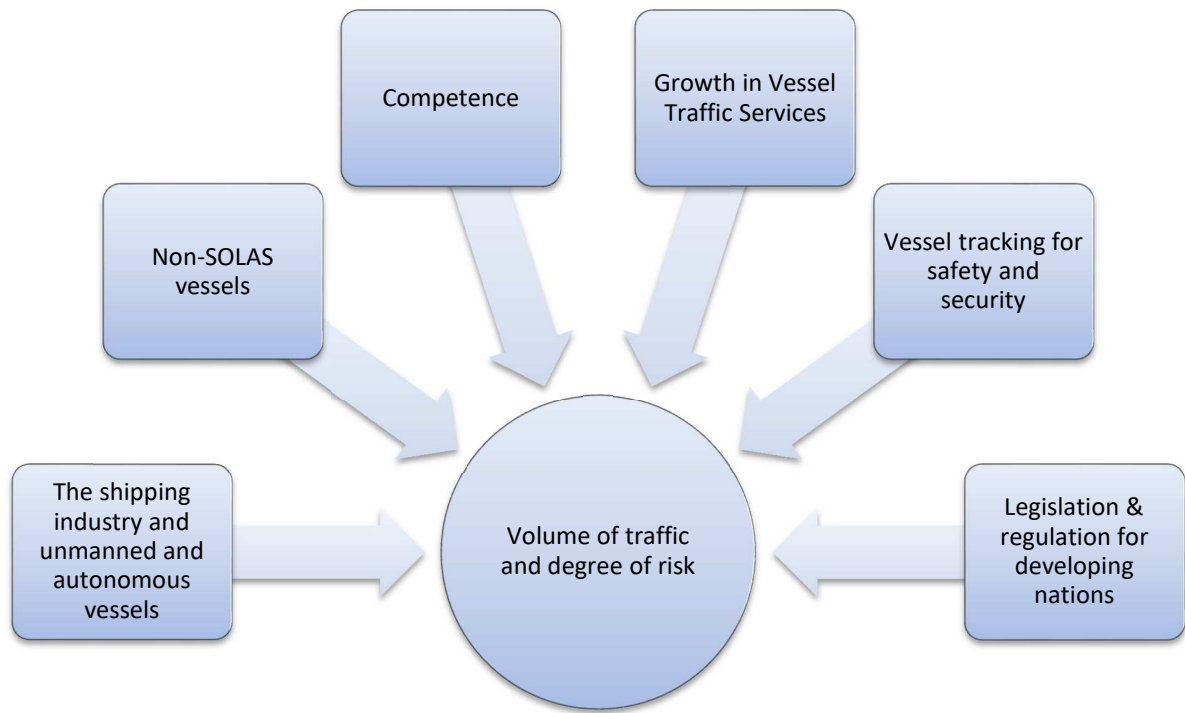 Competence
Growth in Vessel
Traffic Services
Non-SOLAS
vessels
Vessel tracking for
safety and
security
The shipping
industry and
unmanned and
autonomous
vessels
Volume of traffic
and degree of risk
Legislation &
regulation for
developing
nations